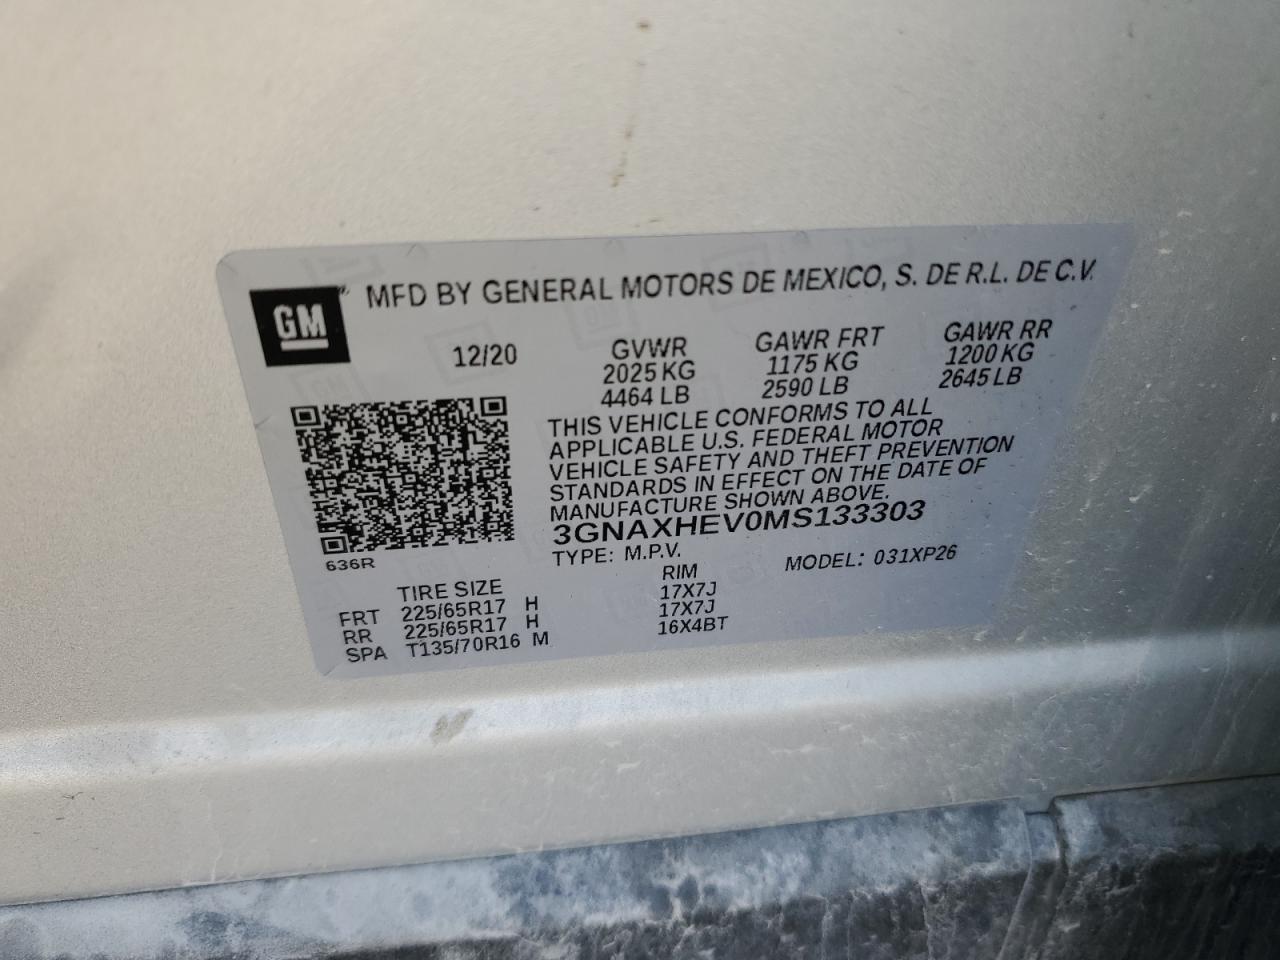 GM
MFD BY GENERAL MOTORS DE MEXICO, S. DE R.L. DE C.V.
12/20 GVWR GAWR FRT GAWR RR
2025 KG 1175 KG 1200 KG
4464 LB 2590 LB 2645 LB
THIS VEHICLE CONFORMS TO ALL
APPLICABLE U.S. FEDERAL MOTOR
VEHICLE SAFETY AND THEFT PREVENTION
STANDARDS IN EFFECT ON THE DATE OF
MANUFACTURE SHOWN ABOVE.
3GNAXHEV0MS133303
636R
TYPE: M.P.V. MODEL: 031XP26
TIRE SIZE RIM
FRT 225/65R17 H 17X7J
RR 225/65R17 H 17X7J
SPA T135/70R16 M 16X4BT